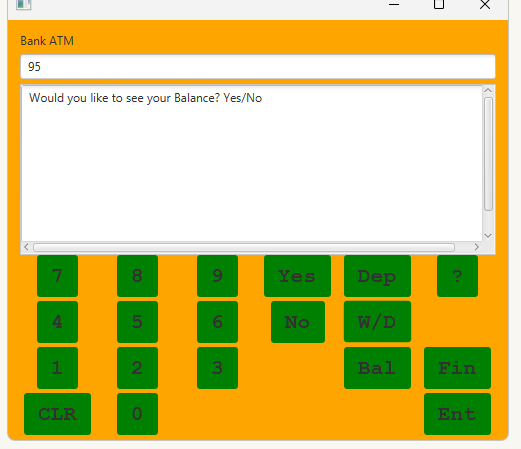 Bank ATM
95
Would you like to see your Balance? Yes/No
7 8 9 Yes Dep ?
4 5 6 No W/D
1 2 3 Bal Fin
CLR 0 Ent